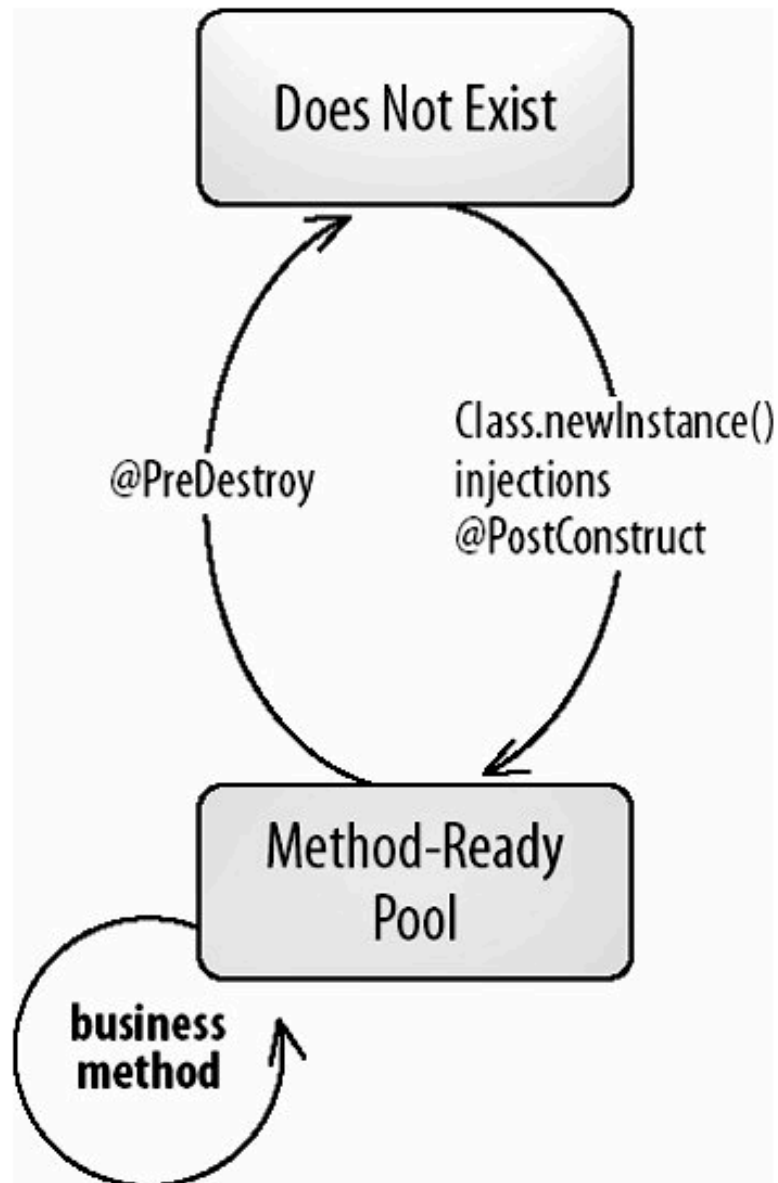 Does Not Exist
@PreDestroy
Class.newInstance()
injections
@PostConstruct
Method-Ready
Pool
business
method